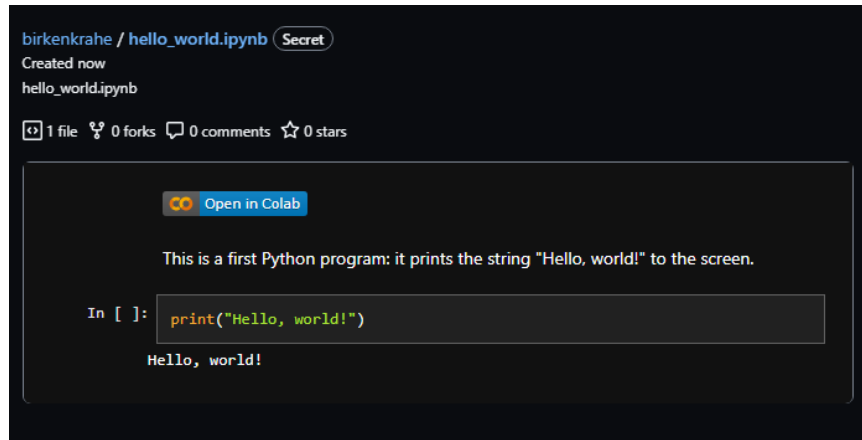 birkenkrahe / hello_world.ipynb Secret
Created now
hello_world.ipynb
1 file 0 forks 0 comments 0 stars
Open in Colab
This is a first Python program: it prints the string "Hello, world!" to the screen.
In [ ]: print("Hello, world!")
Hello, world!